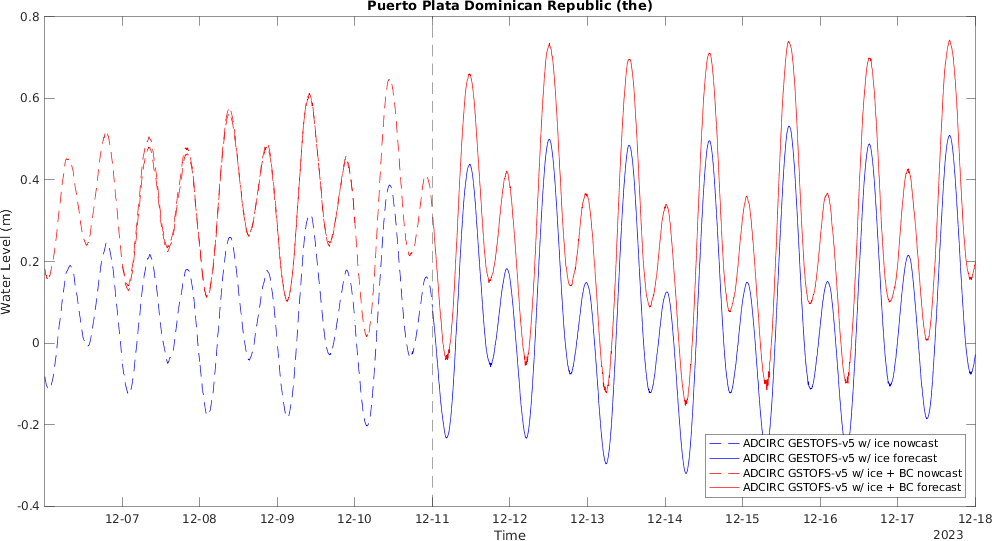 Puerto Plata Dominican Republic (the)
Water Level (m)
0.8
0.6
0.4
0.2
0
-0.2
-0.4
ADCIRC GESTOFS-v5 w/ ice nowcast
ADCIRC GESTOFS-v5 w/ ice forecast
ADCIRC GSTOFS-v5 w/ ice + BC nowcast
ADCIRC GSTOFS-v5 w/ ice + BC forecast
12-07 12-08 12-09 12-10 12-11 12-12 12-13 12-14 12-15 12-16 12-17 12-18
Time
2023